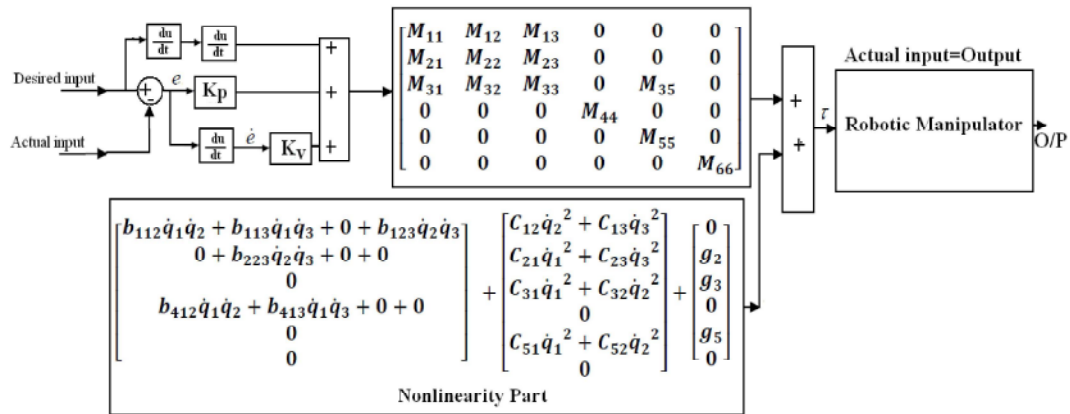 Desired input
Actual input
du/dt
du/dt
+
-
e
Kp
du/dt
ė
Kv
+
+
+
M₁₁ M₁₂ M₁₃ 0 0 0
M₂₁ M₂₂ M₂₃ 0 0 0
M₃₁ M₃₂ M₃₃ 0 M₃₅ 0
0 0 0 M₄₄ 0 0
0 0 0 0 M₅₅ 0
0 0 0 0 0 M₆₆
+
+
τ
Actual input=Output
Robotic Manipulator
O/P
b₁₁₂q̇₁q̇₂ + b₁₁₃q̇₁q̇₃ + 0 + b₁₂₃q̇₂q̇₃
0 + b₂₂₃q̇₂q̇₃ + 0 + 0
0
b₄₁₂q̇₁q̇₂ + b₄₁₃q̇₁q̇₃ + 0 + 0
0
0
+
C₁₂q̇₂² + C₁₃q̇₃²
C₂₁q̇₁² + C₂₃q̇₃²
C₃₁q̇₁² + C₃₂q̇₂²
0
C₅₁q̇₁² + C₅₂q̇₂²
0
+
0
g₂
g₃
0
g₅
0
Nonlinearity Part